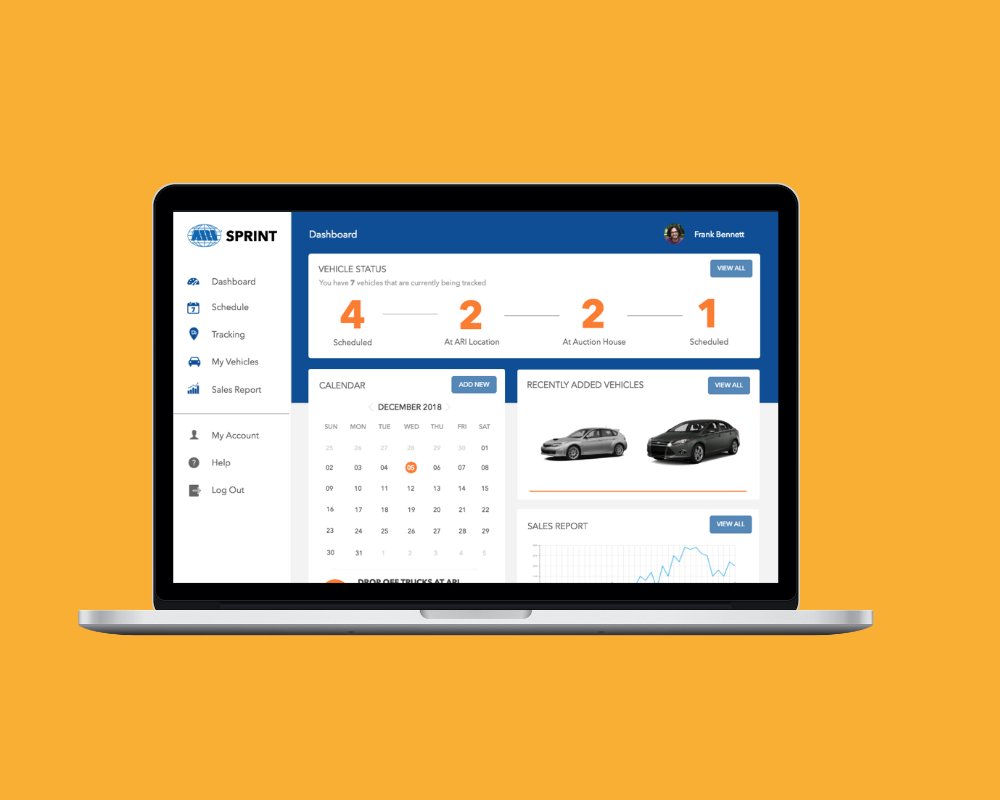 ARI SPRINT
Dashboard
Schedule
7
Tracking
My Vehicles
Sales Report
My Account
?
Help
Log Out
Dashboard
Frank Bennett
VEHICLE STATUS
VIEW ALL
You have 7 vehicles that are currently being tracked
4 2 2 1
Scheduled At ARI Location At Auction House Scheduled
CALENDAR
ADD NEW
DECEMBER 2018
SUN MON TUE WED THU FRI SAT
25 26 27 28 29 30 01
02 03 04 05 06 07 08
09 10 11 12 13 14 15
16 17 18 19 20 21 22
23 24 25 26 27 28 29
30 31 1 2 3 4 5
DROP OFF TRUCKS AT ARI
RECENTLY ADDED VEHICLES
VIEW ALL
SALES REPORT
VIEW ALL